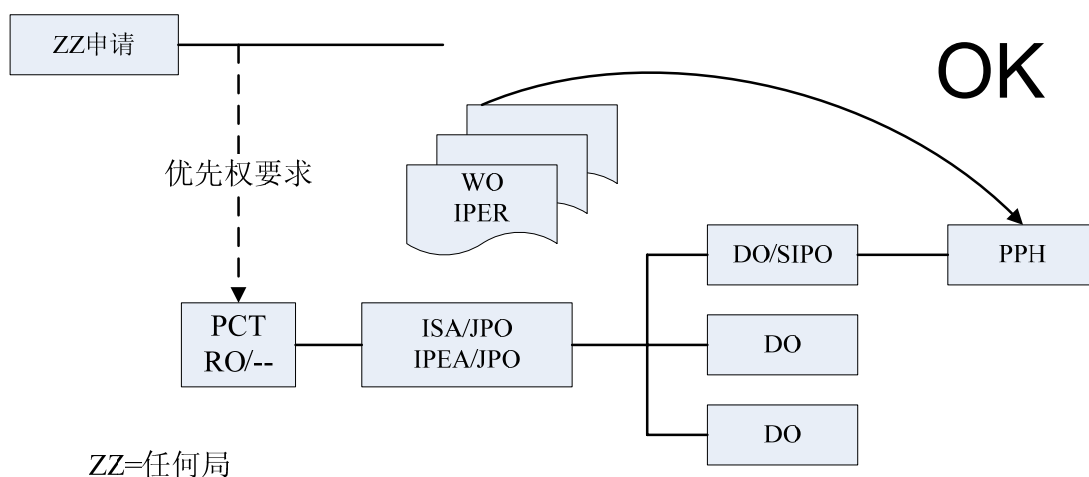 ZZ申请
OK
优先权要求
WO
IPER
DO/SIPO
PPH
PCT
RO/--
ISA/JPO
IPEA/JPO
DO
DO
ZZ=任何局